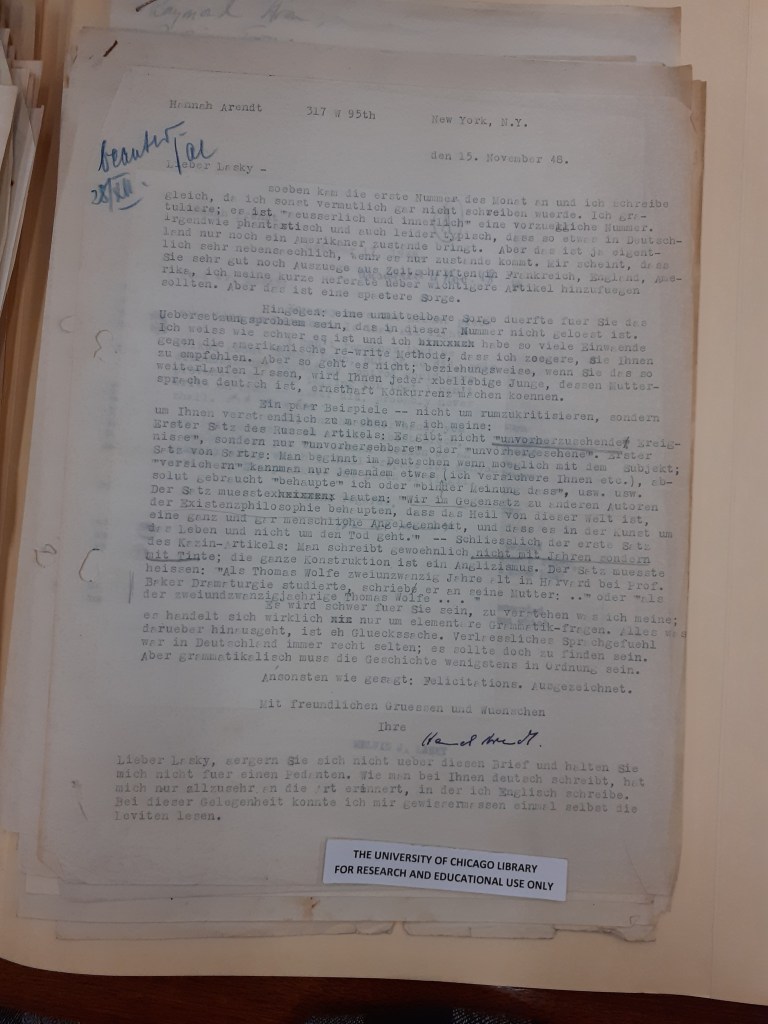 Hannah Arendt 317 W 95th New York, N.Y.
beantw.
28/XII.
den 15. November 48.
Lieber Lasky -
soeben kam die erste Nummer des Monat an und ich schreibe
gleich, da ich sonst vermutlich gar nicht schreiben wuerde. Ich gra-
tuliere; es ist "aeusserlich und innerlich" eine vorzuegliche Nummer.
Irgendwie phantastisch und auch leider typisch, dass so etwas in Deutsch-
land nur noch ein Amerikaner zustande bringt. Aber das ist ja eigent-
lich sehr nebensaechlich, wenn es nur zustande kommt. Mir scheint, dass
Sie sehr gut noch Auszuege aus Zeitschriften in Frankreich, England, Ame-
rika, ich meine kurze Referate ueber wichtigere Artikel hinzufuegen
sollten. Aber das ist eine spaetere Sorge.
Hingegen: eine unmittelbare Sorge duerfte fuer Sie das
Uebersetzungsproblem sein, das in dieser Nummer nicht geloest ist.
Ich weiss wie schwer es ist und ich habe so viele Einwaende
gegen die amerikanische re-write Methode, dass ich zoegere, sie Ihnen
zu empfehlen. Aber so geht es nicht; beziehungsweise, wenn Sie das so
weiterlaufen lassen, wird Ihnen jeder xbeliebige Junge, dessen Mutter-
sprache deutsch ist, ernsthaft Konkurrenz machen koennen.
Ein paar Beispiele -- nicht um rumzukritisieren, sondern
um Ihnen verstaendlich zu machen was ich meine:
Erster Satz des Russel Artikels: Es gibt nicht "unvorherzusehende" Ereig-
nisse", sondern nur "unvorhersehbare" oder "unvorhergesehene". Erster
Satz von Sartre: Man beginnt im Deutschen wenn moeglich mit dem Subjekt;
"versichern" kannman nur jemandem etwas (ich versichere Ihnen etc.), ab-
solut gebraucht "behaupte" ich oder "bin der Meinung dass", usw. usw.
Der Satz muesste lauten: "Wir im Gegensatz zu anderen Autoren
der Existenzphilosophie behaupten, dass das Heil von dieser Welt ist,
eine ganz und gar menschliche Angelegenheit, und dass es in der Kunst um
das Leben und nicht um den Tod geht." -- Schliesslich der erste Satz
des Kazin-Artikels: Man schreibt gewoehnlich nicht mit Jahren sondern
mit Tinte; die ganze Konstruktion ist ein Anglizismus. Der Satz muesste
heissen: "Als Thomas Wolfe zweiunzwanzig Jahre alt in Harvard bei Prof.
Baker Dramaturgie studierte, schrieb er an seine Mutter: .." oder "als
der zweiundzwanzigjaehrige Thomas Wolfe .. .. "
Es wird schwer fuer Sie sein, zu verstehen was ich meine;
es handelt sich wirklich nur um elementare Grammatik-fragen. Alles was
darueber hinausgeht, ist eh Glueckssache. Verlaessliches Sprachgefuehl
war in Deutschland immer recht selten; es sollte doch zu finden sein.
Aber grammatikalisch muss die Geschichte wenigstens in Ordnung sein.
Ansonsten wie gesagt: Felicitations. Ausgezeichnet.
Mit freundlichen Gruessen und Wuenschen
Ihre
Hannah Arendt.
Lieber Lasky, aergern Sie sich nicht ueber diesen Brief und halten Sie
mich nicht fuer einen Pedanten. Wie man bei Ihnen deutsch schreibt, hat
mich nur allzusehr an die Art erinnert, in der ich Englisch schreibe.
Bei dieser Gelegenheit konnte ich mir gewissermassen einmal selbst die
Leviten lesen.
THE UNIVERSITY OF CHICAGO LIBRARY
FOR RESEARCH AND EDUCATIONAL USE ONLY